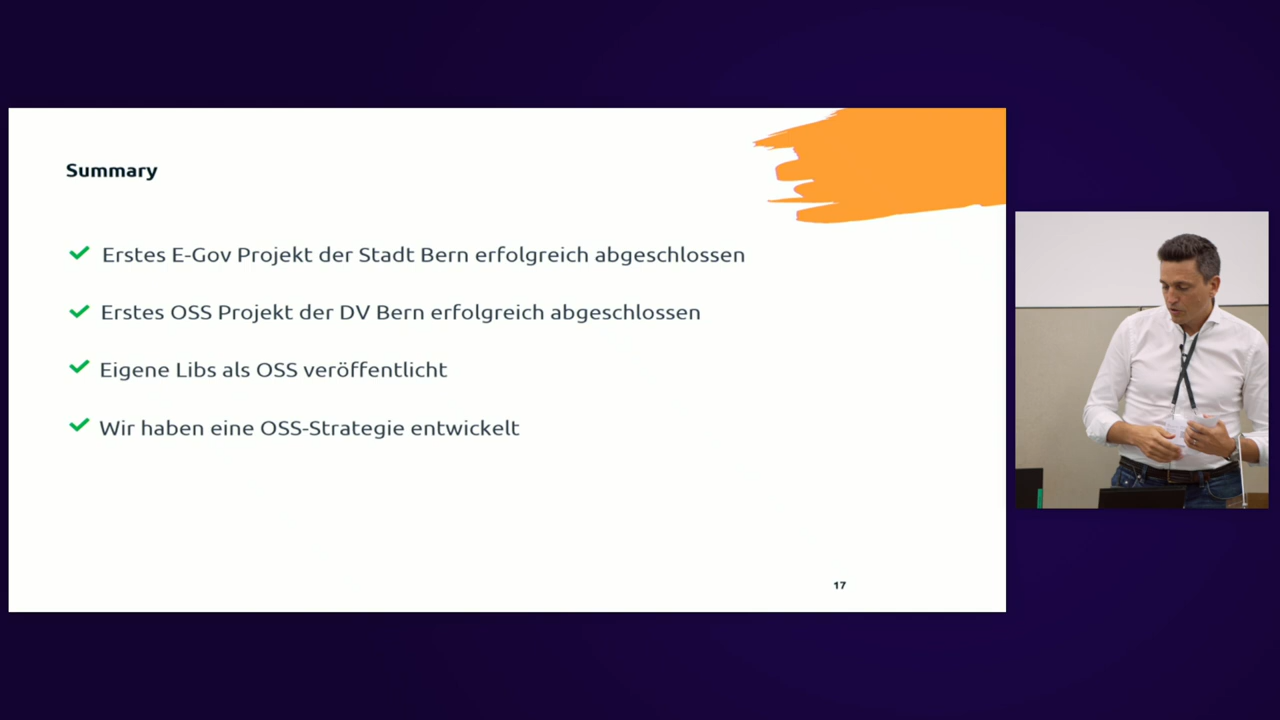 Summary
Erstes E-Gov Projekt der Stadt Bern erfolgreich abgeschlossen
Erstes OSS Projekt der DV Bern erfolgreich abgeschlossen
Eigene Libs als OSS veröffentlicht
Wir haben eine OSS-Strategie entwickelt
17